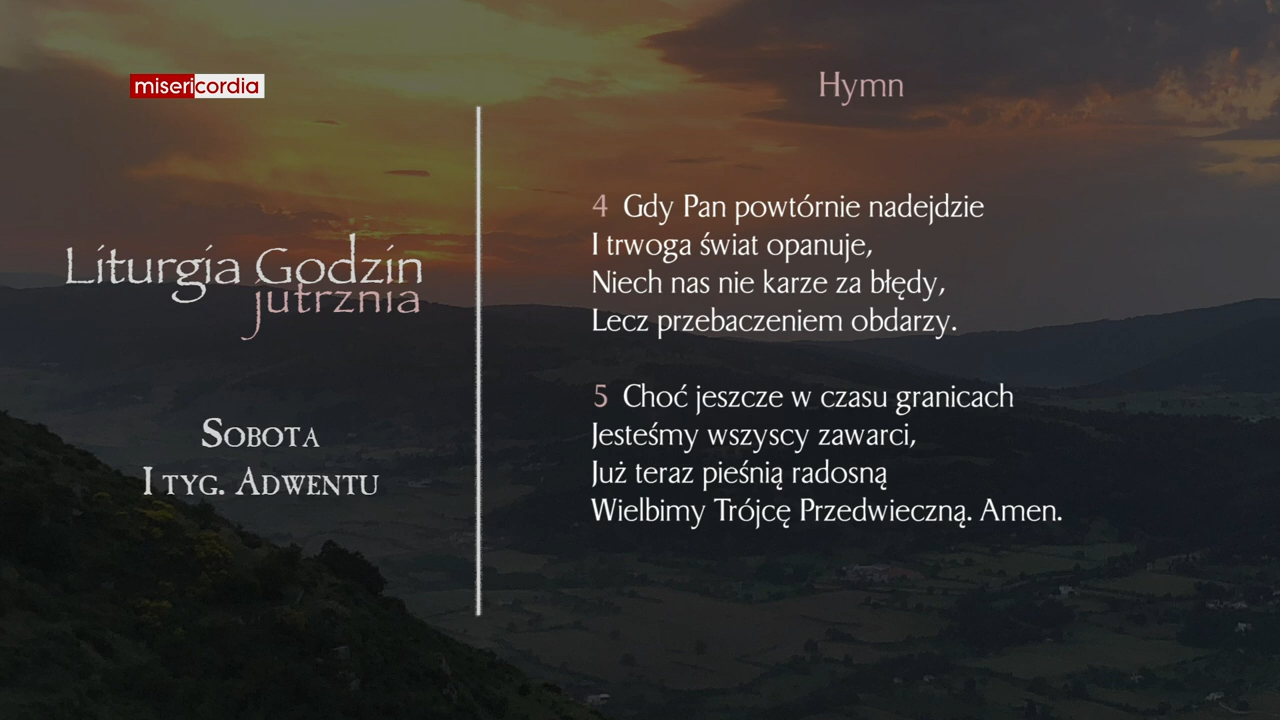 misericordia
Liturgia Godzin
jutrznia
Sobota
I tyg. Adwentu
Hymn
4 Gdy Pan powtórnie nadejdzie
I trwoga świat opanuje,
Niech nas nie karze za błędy,
Lecz przebaczeniem obdarzy.
5 Choć jeszcze w czasu granicach
Jesteśmy wszyscy zawarci,
Już teraz pieśnią radosną
Wielbimy Trójcę Przedwieczną. Amen.